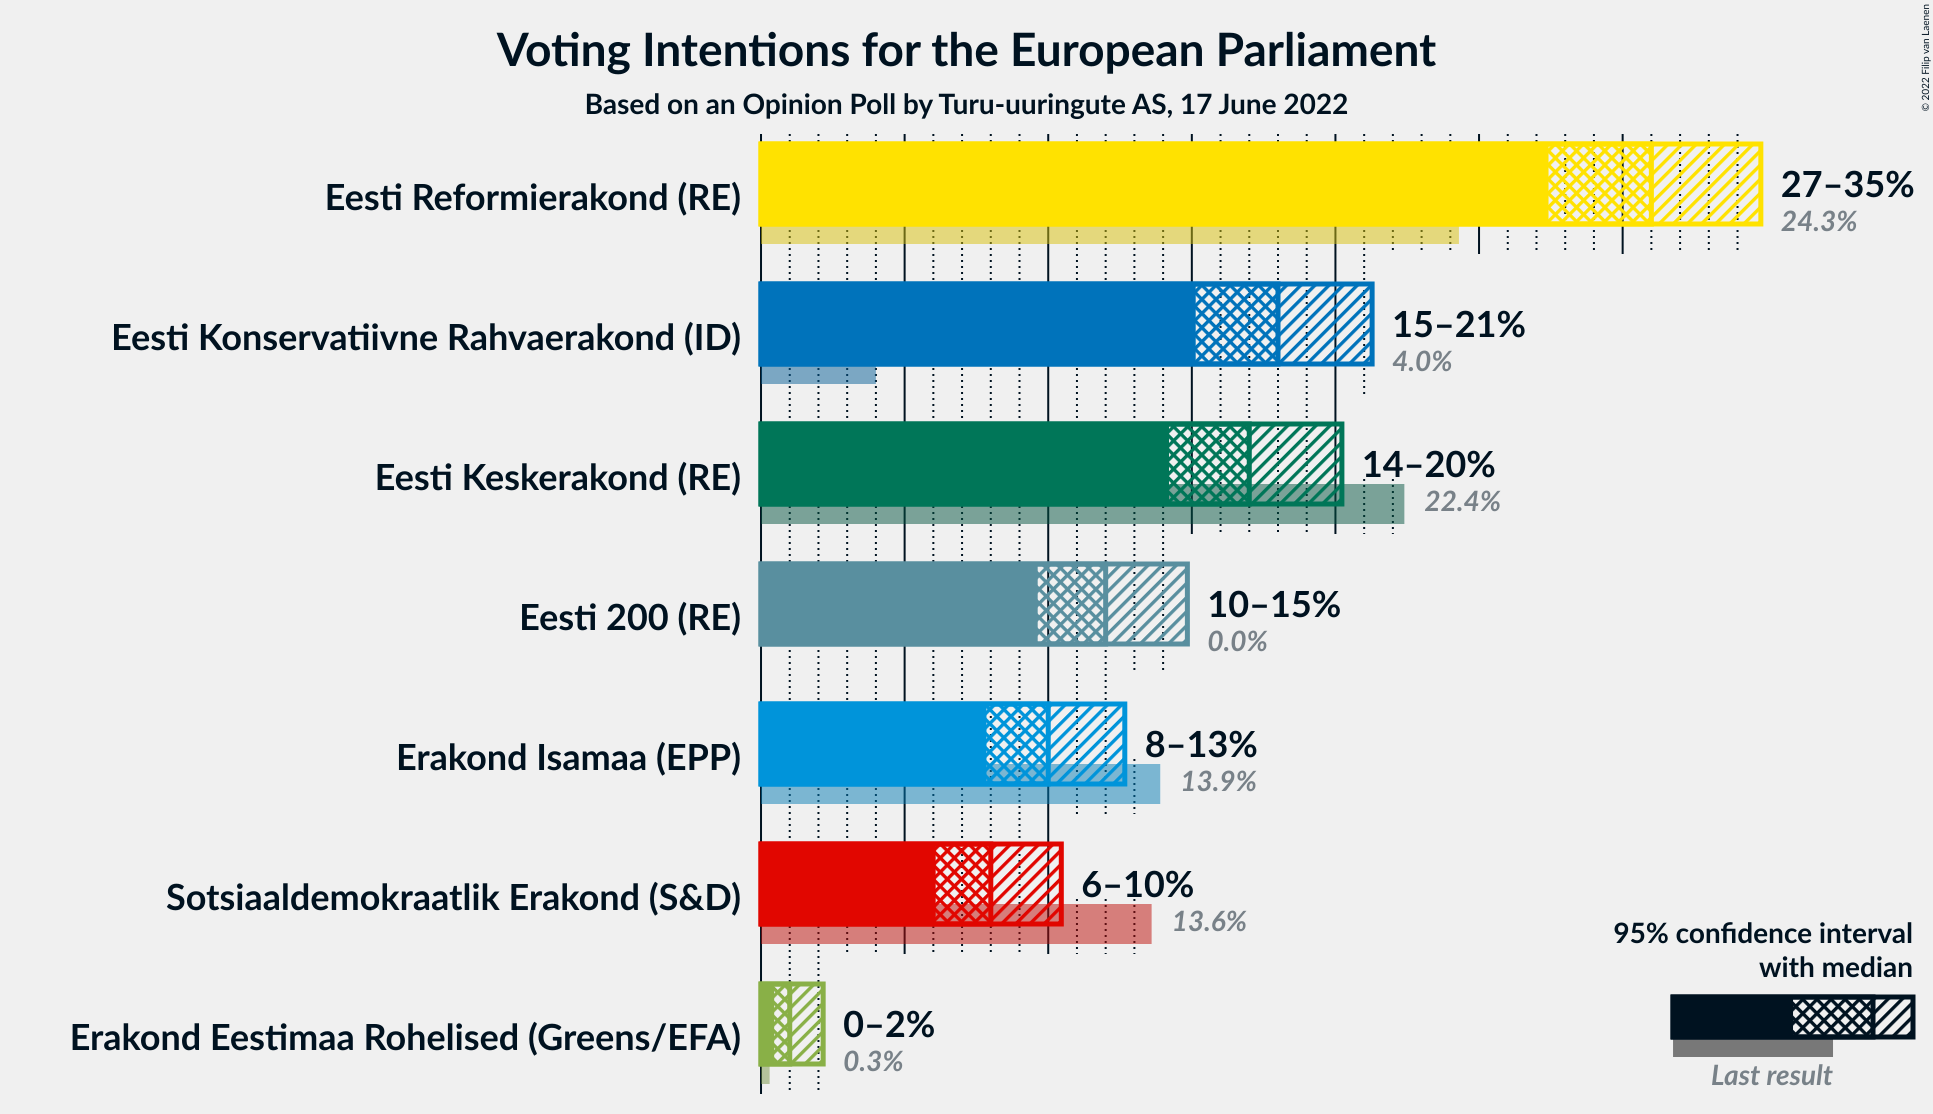 Voting Intentions for the European Parliament
Based on an Opinion Poll by Turu-uuringute AS, 17 June 2022
© 2022 Filip van Laenen
Eesti Reformierakond (RE)
27–35%
24.3%
Eesti Konservatiivne Rahvaerakond (ID)
15–21%
4.0%
Eesti Keskerakond (RE)
14–20%
22.4%
Eesti 200 (RE)
10–15%
0.0%
Erakond Isamaa (EPP)
8–13%
13.9%
Sotsiaaldemokraatlik Erakond (S&D)
6–10%
13.6%
Erakond Eestimaa Rohelised (Greens/EFA)
0–2%
0.3%
95% confidence interval
with median
Last result